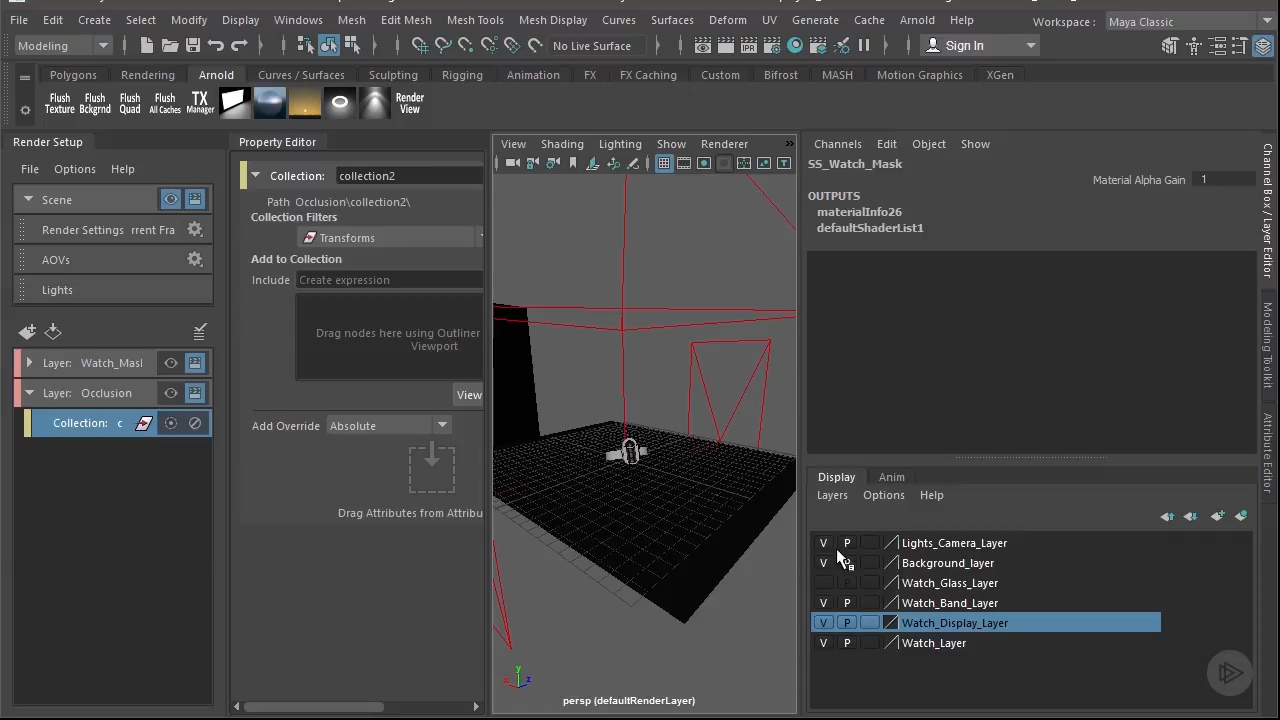 File Edit Create Select Modify Display Windows Mesh Edit Mesh Mesh Tools Mesh Display Curves Surfaces Deform UV Generate Cache Arnold Help Workspace : Maya Classic
Modeling No Live Surface IPR Sign In
Polygons Rendering Arnold Curves / Surfaces Sculpting Rigging Animation FX FX Caching Custom Bifrost MASH Motion Graphics XGen
Flush Texture Flush Bckgrnd Flush Quad Flush All Caches TX Manager Render View
Render Setup
File Options Help
Scene
Render Settings rrent Fra
AOVs
Lights
Layer: Watch_Masl
Layer: Occlusion
Collection: c
Property Editor
Collection: collection2
Path Occlusion\collection2\
Collection Filters
Transforms
Add to Collection
Include Create expression
Drag nodes here using Outliner
Viewport
View
Add Override Absolute
Drag Attributes from Attribu
View Shading Lighting Show Renderer »
y
x z
persp (defaultRenderLayer)
Channels Edit Object Show
SS_Watch_Mask
Material Alpha Gain 1
OUTPUTS
materialInfo26
defaultShaderList1
Display Anim
Layers Options Help
V P Lights_Camera_Layer
V Background_layer
P Watch_Glass_Layer
V P Watch_Band_Layer
V P Watch_Display_Layer
V P Watch_Layer
Channel Box / Layer Editor
Modeling Toolkit
Attribute Editor